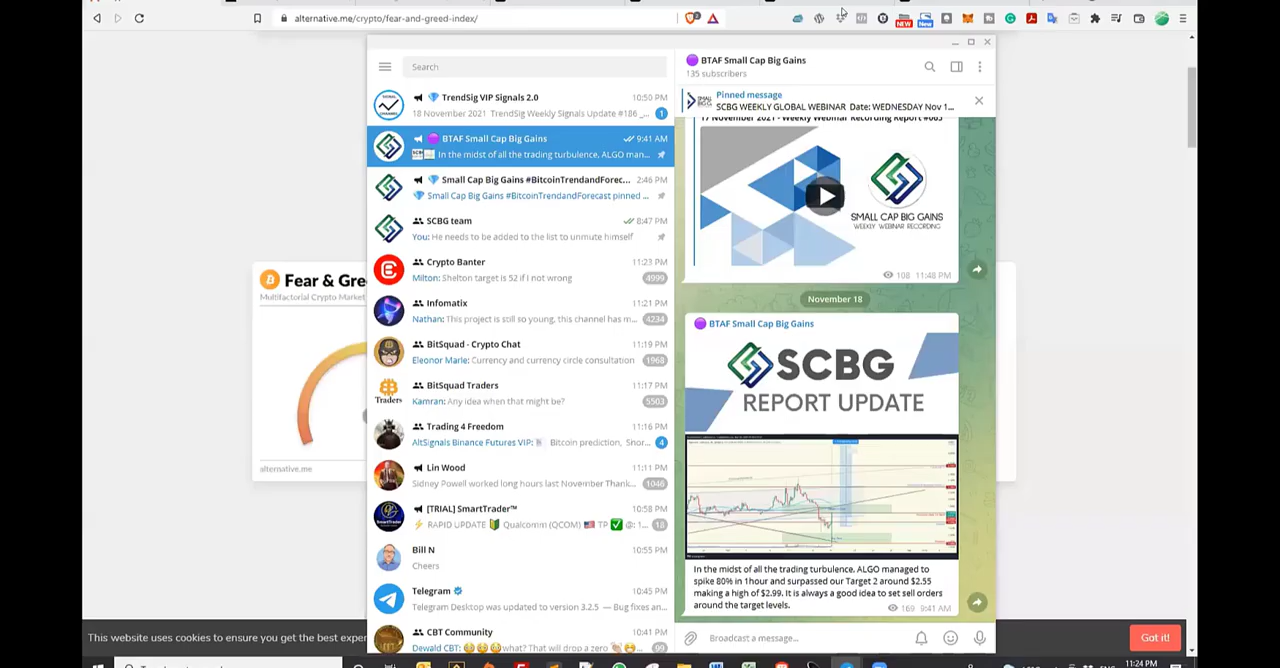 alternative.me/crypto/fear-and-greed-index/
NEW
New
Fear & Gre
Multifactorial Crypto Market
alternative.me
This website uses cookies to ensure you get the best exper
Got it!
11:24 PM
Search
TrendSig VIP Signals 2.0
10:50 PM
18 November 2021 TrendSig Weekly Signals Update #186 _...
1
BTAF Small Cap Big Gains
9:41 AM
In the midst of all the trading turbulence, ALGO man...
Small Cap Big Gains #BitcoinTrendandForec...
2:46 PM
Small Cap Big Gains #BitcoinTrendandForecast pinned ...
SCBG team
8:47 PM
You: He needs to be added to the list to unmute himself
Crypto Banter
11:23 PM
Milton: Shelton target is 52 if I not wrong
4999
Infomatix
11:21 PM
Nathan: This project is still so young, this channel has m...
4234
BitSquad - Crypto Chat
11:19 PM
Eleonor Marle: Currency and currency circle consultation
1968
Traders
BitSquad Traders
11:17 PM
Kamran: Any idea when that might be?
5503
Trading 4 Freedom
11:16 PM
AltSignals Binance Futures VIP: Bitcoin prediction, Snor...
4
Lin Wood
11:11 PM
Sidney Powell worked long hours last November Thank...
1046
[TRIAL] SmartTrader™
10:58 PM
RAPID UPDATE Qualcomm (QCOM) TP @: 1...
18
Bill N
10:55 PM
Cheers
Telegram
10:45 PM
Telegram Desktop was updated to version 3.2.5 — Bug fixes an...
CBT Community
10:41 PM
Dewald CBT: what? That will drop a zero
99
BTAF Small Cap Big Gains
135 subscribers
Pinned message
SCBG WEEKLY GLOBAL WEBINAR Date: WEDNESDAY Nov 1...
17 November 2021 - Weekly Webinar Recording Report #063
SMALL CAP BIG GAINS
WEEKLY WEBINAR RECORDING
108 11:48 PM
November 18
BTAF Small Cap Big Gains
SCBG
REPORT UPDATE
In the midst of all the trading turbulence, ALGO managed to
spike 80% in 1hour and surpassed our Target 2 around $2.55
making a high of $2.99. It is always a good idea to set sell orders
around the target levels.
169 9:41 AM
Broadcast a message...